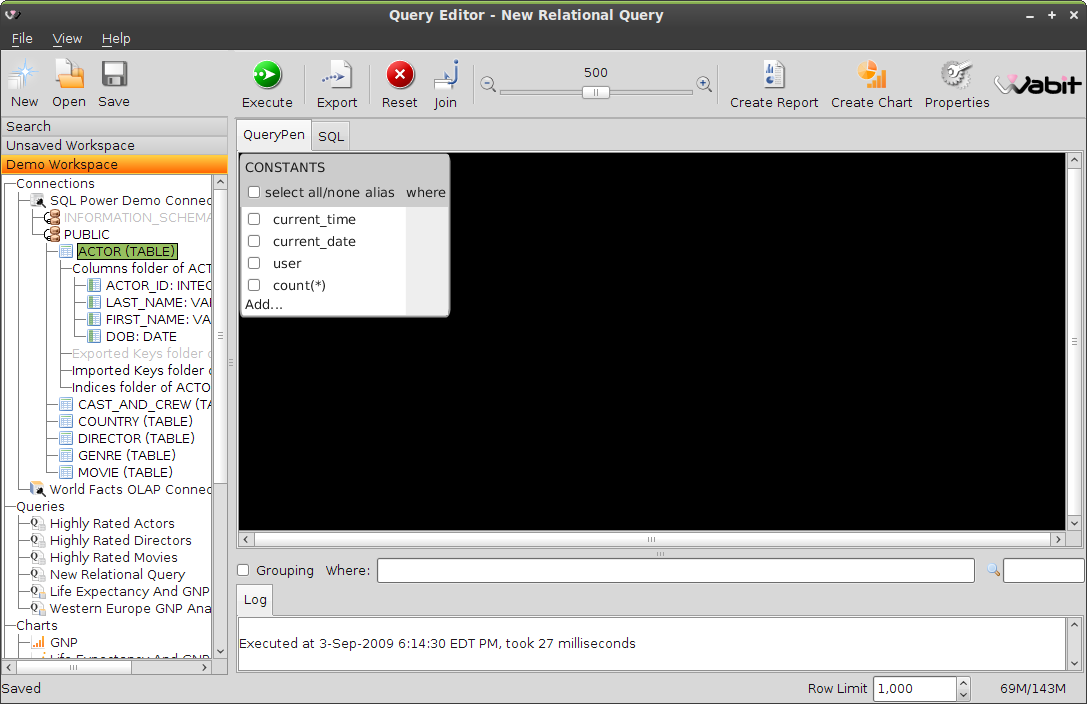 Query Editor - New Relational Query
File View Help
New Open Save
Execute Export Reset Join
500
Create Report Create Chart Properties
Wabit
Search
Unsaved Workspace
Demo Workspace
Connections
SQL Power Demo Connec
INFORMATION_SCHEMA
PUBLIC
ACTOR (TABLE)
Columns folder of ACT
ACTOR_ID: INTEG
LAST_NAME: VAI
FIRST_NAME: VA
DOB: DATE
Exported Keys folder
Imported Keys folder
Indices folder of ACTO
CAST_AND_CREW (TA
COUNTRY (TABLE)
DIRECTOR (TABLE)
GENRE (TABLE)
MOVIE (TABLE)
World Facts OLAP Connec
Queries
Highly Rated Actors
Highly Rated Directors
Highly Rated Movies
New Relational Query
Life Expectancy And GNP
Western Europe GNP Ana
Charts
GNP
Life Expectancy And GNP
Saved
QueryPen SQL
CONSTANTS
select all/none alias where
current_time
current_date
user
count(*)
Add...
Grouping Where:
Log
Executed at 3-Sep-2009 6:14:30 EDT PM, took 27 milliseconds
Row Limit 1,000 69M/143M